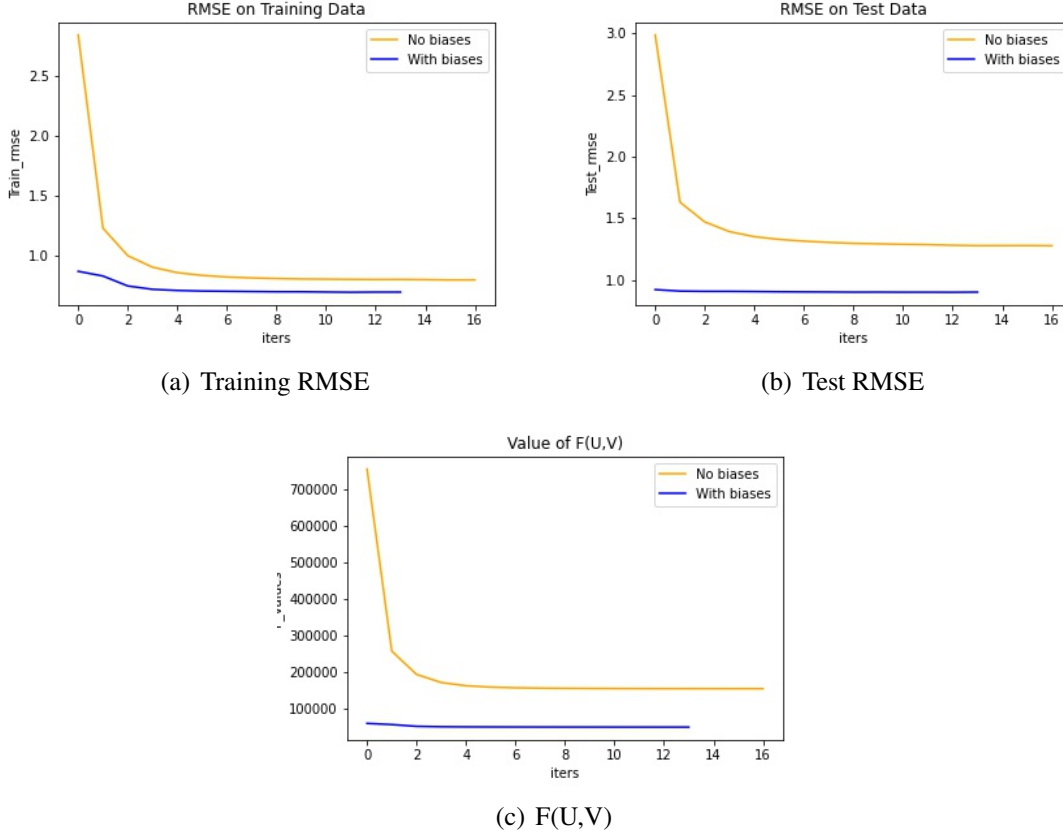 RMSE on Training Data
No biases
With biases
2.5
2.0
1.5
1.0
Train_rmse
0 2 4 6 8 10 12 14 16
iters
(a) Training RMSE
RMSE on Test Data
No biases
With biases
3.0
2.5
2.0
1.5
1.0
Test_rmse
0 2 4 6 8 10 12 14 16
iters
(b) Test RMSE
Value of F(U,V)
No biases
With biases
700000
600000
500000
400000
300000
200000
100000
0 2 4 6 8 10 12 14 16
iters
(c) F(U,V)